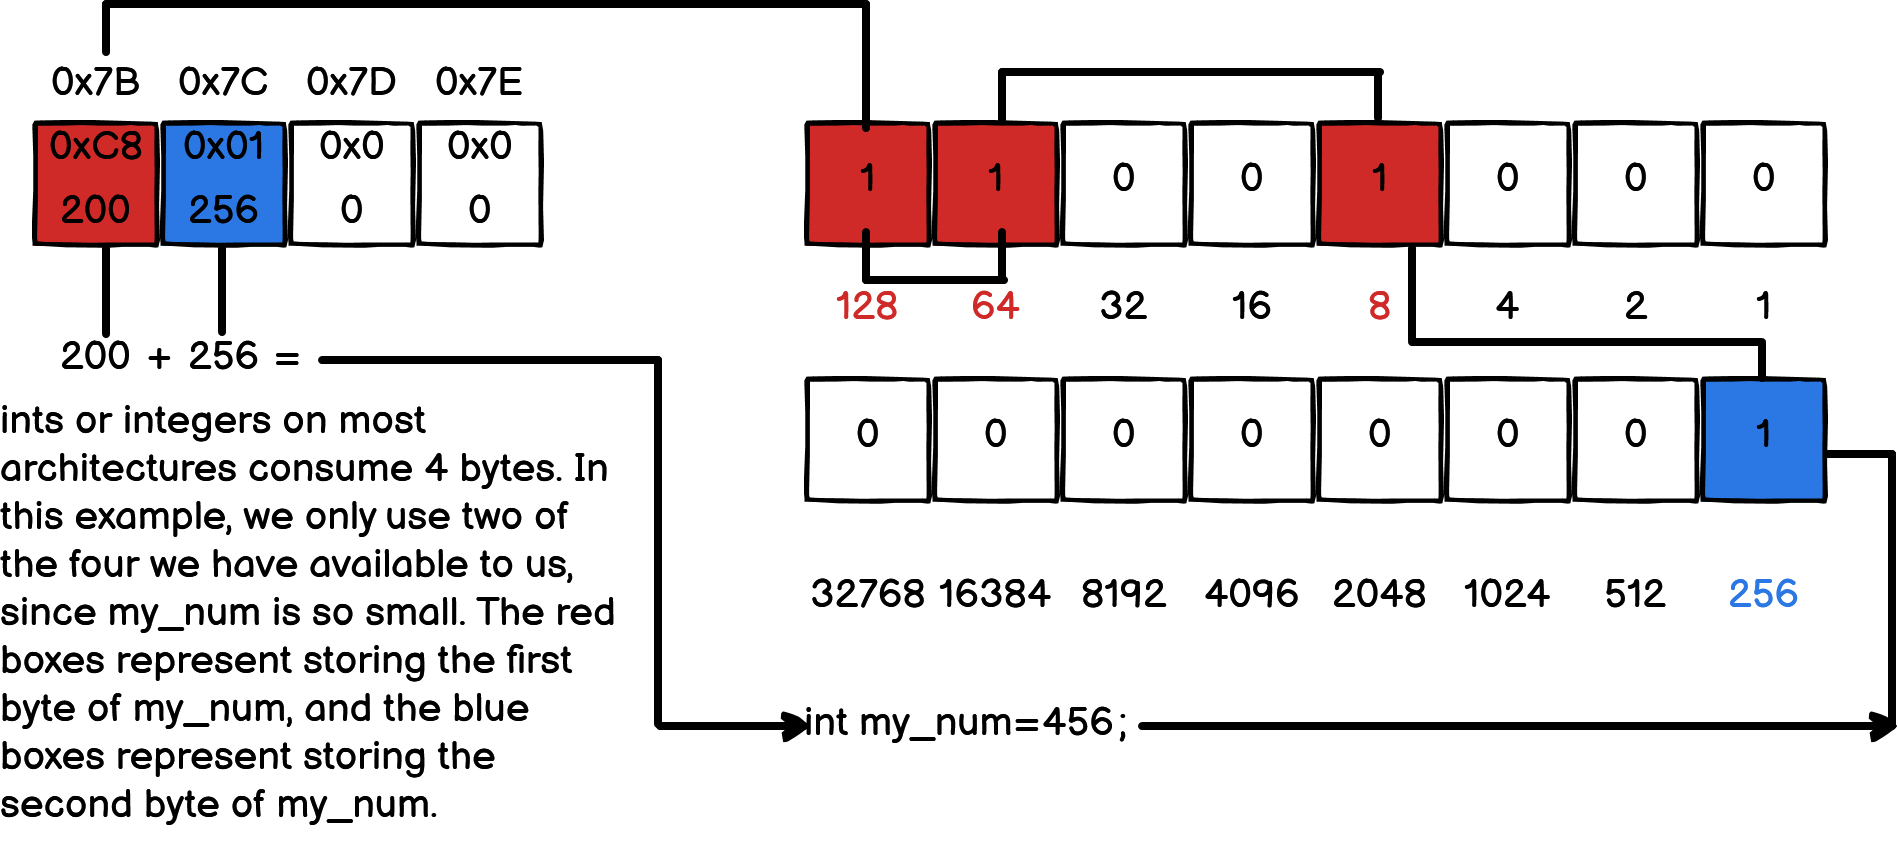 0x7B 0x7C 0x7D 0x7E
0xC8 0x01 0x0 0x0
200 256 0 0
200 + 256 =
ints or integers on most
architectures consume 4 bytes. In
this example, we only use two of
the four we have available to us,
since my_num is so small. The red
boxes represent storing the first
byte of my_num, and the blue
boxes represent storing the
second byte of my_num.
1 1 0 0 1 0 0 0
128 64 32 16 8 4 2 1
0 0 0 0 0 0 0 1
32768 16384 8192 4096 2048 1024 512 256
int my_num=456;